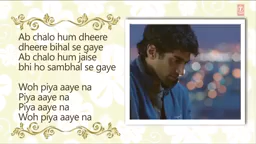 Ab chalo hum dheere
dheere bihal se gaye
Ab chalo hum jaise
bhi ho sambhal se gaye
Woh piya aaye na
Piya aaye na
Piya aaye na
Woh piya aaye na